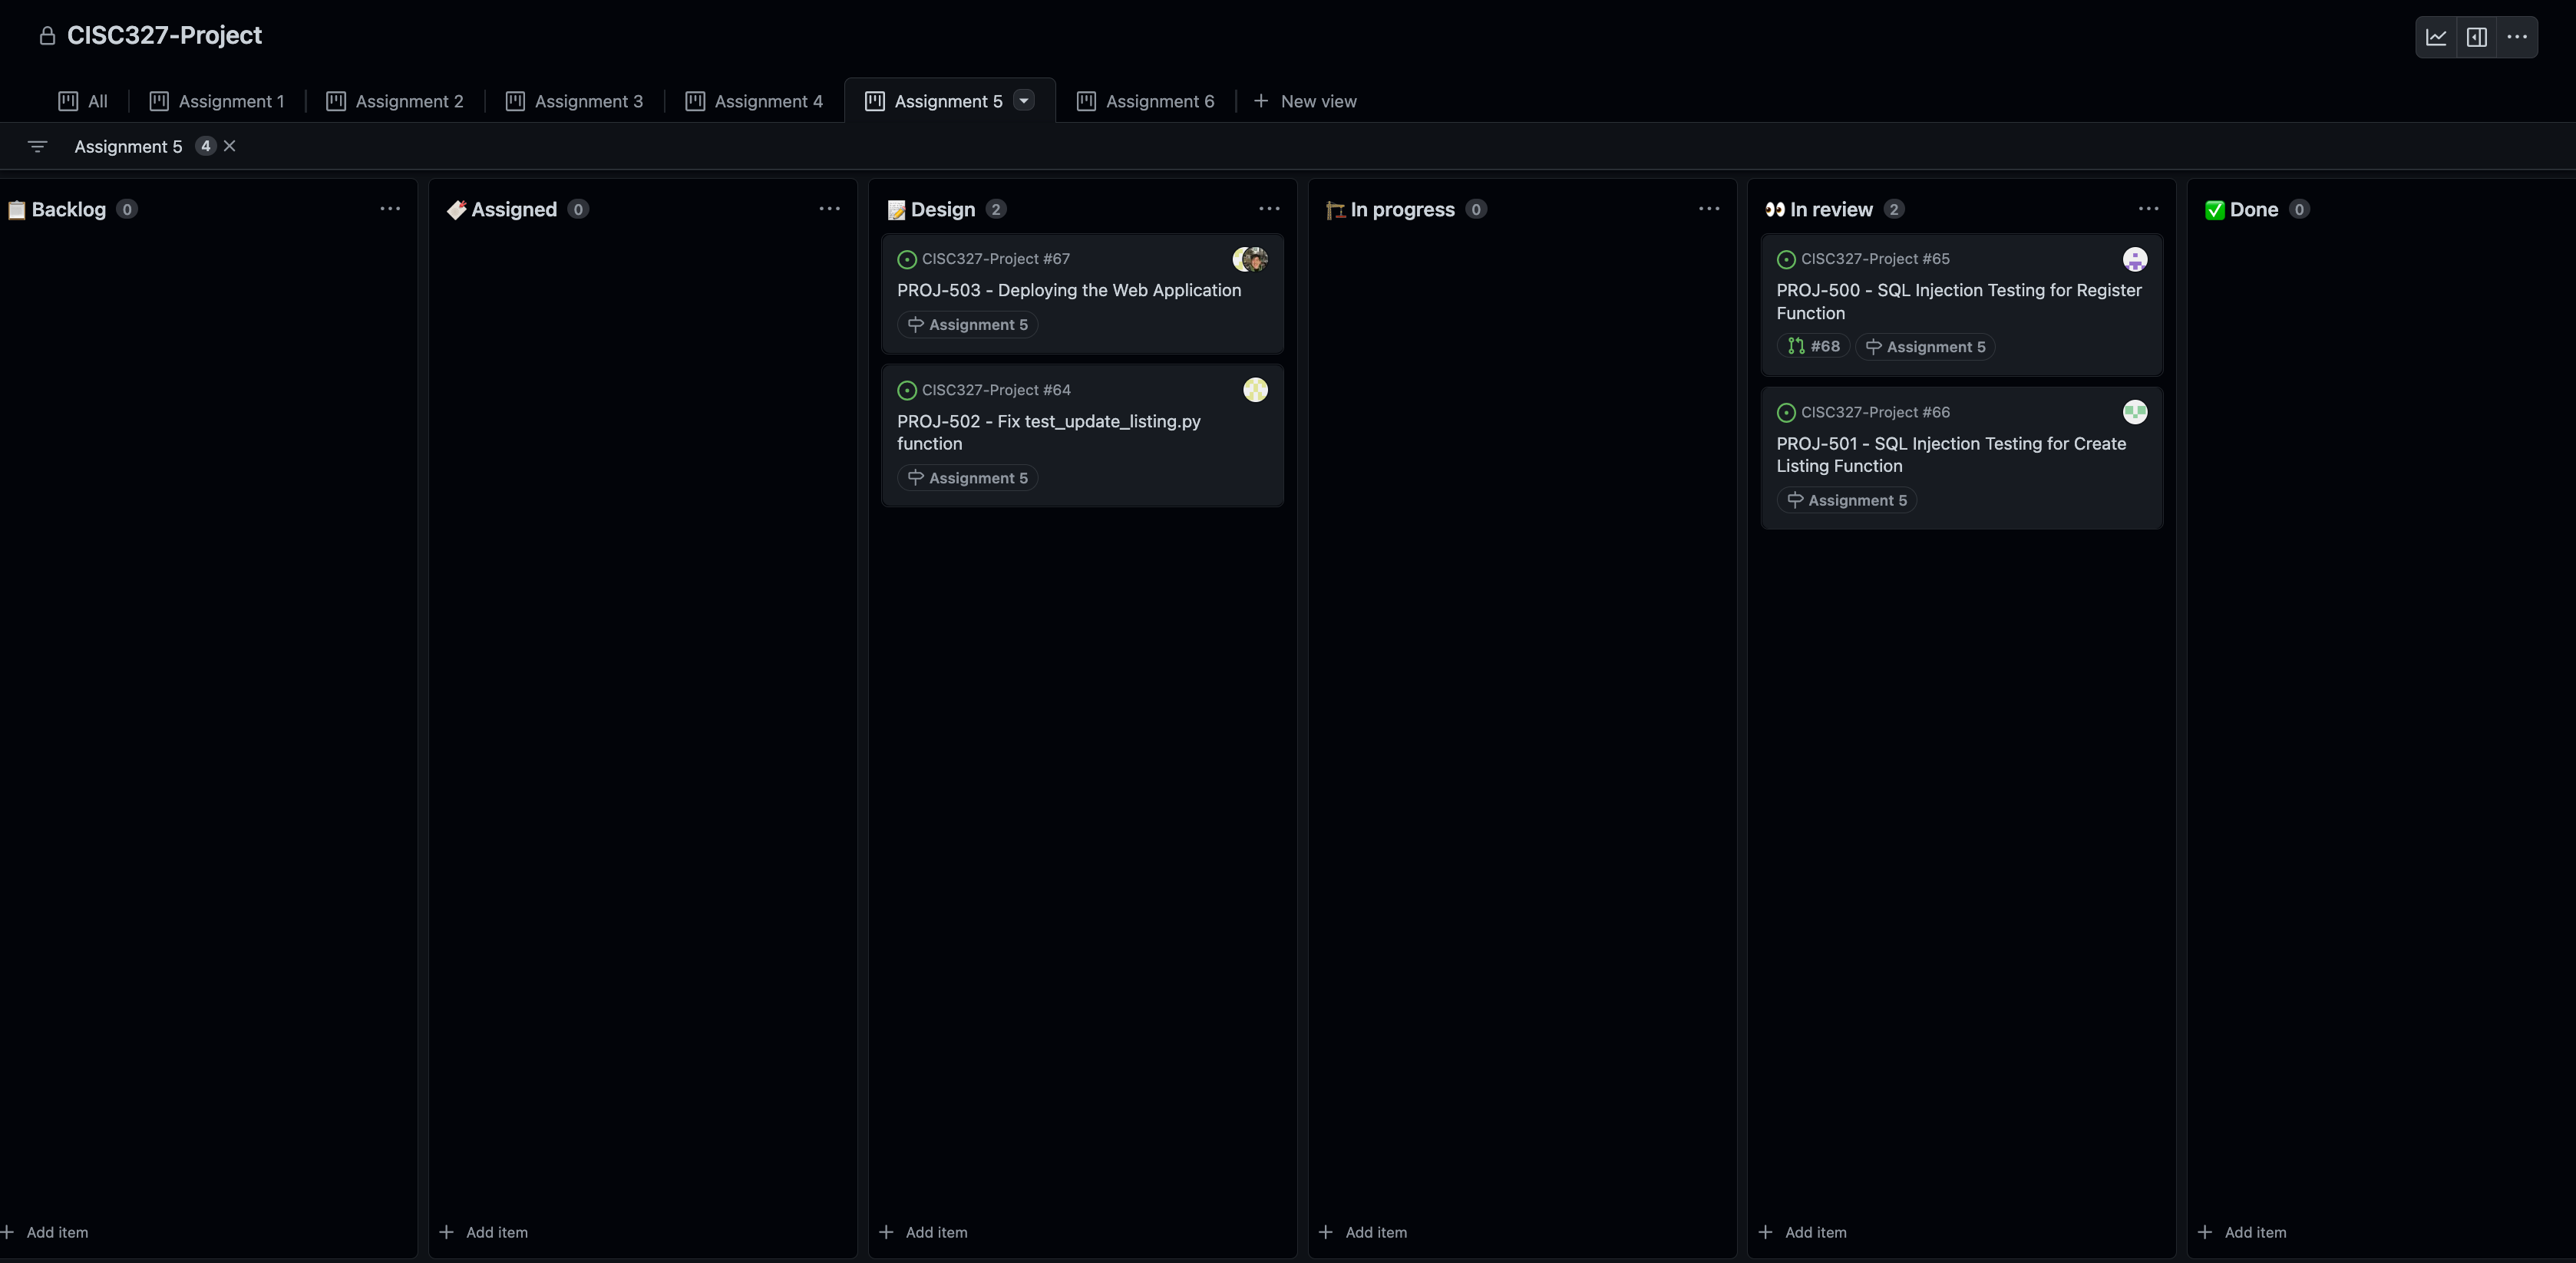 CISC327-Project
All
Assignment 1
Assignment 2
Assignment 3
Assignment 4
Assignment 5
Assignment 6
New view
Assignment 5 4
Backlog 0
Assigned 0
Design 2
CISC327-Project #67
PROJ-503 - Deploying the Web Application
Assignment 5
CISC327-Project #64
PROJ-502 - Fix test_update_listing.py
function
Assignment 5
In progress 0
In review 2
CISC327-Project #65
PROJ-500 - SQL Injection Testing for Register
Function
#68 Assignment 5
CISC327-Project #66
PROJ-501 - SQL Injection Testing for Create
Listing Function
Assignment 5
Done 0
Add item
Add item
Add item
Add item
Add item
Add item